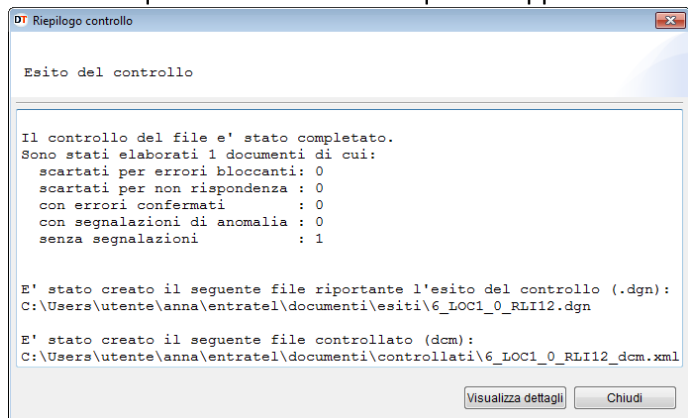 DT Riepilogo controllo
Esito del controllo
Il controllo del file e' stato completato.
Sono stati elaborati 1 documenti di cui:
scartati per errori bloccanti: 0
scartati per non rispondenza : 0
con errori confermati : 0
con segnalazioni di anomalia : 0
senza segnalazioni : 1
E' stato creato il seguente file riportante l'esito del controllo (.dgn):
C:\Users\utente\anna\entratel\documenti\esiti\6_LOC1_0_RLI12.dgn
E' stato creato il seguente file controllato (dcm):
C:\Users\utente\anna\entratel\documenti\controllati\6_LOC1_0_RLI12_dcm.xml
Visualizza dettagli Chiudi